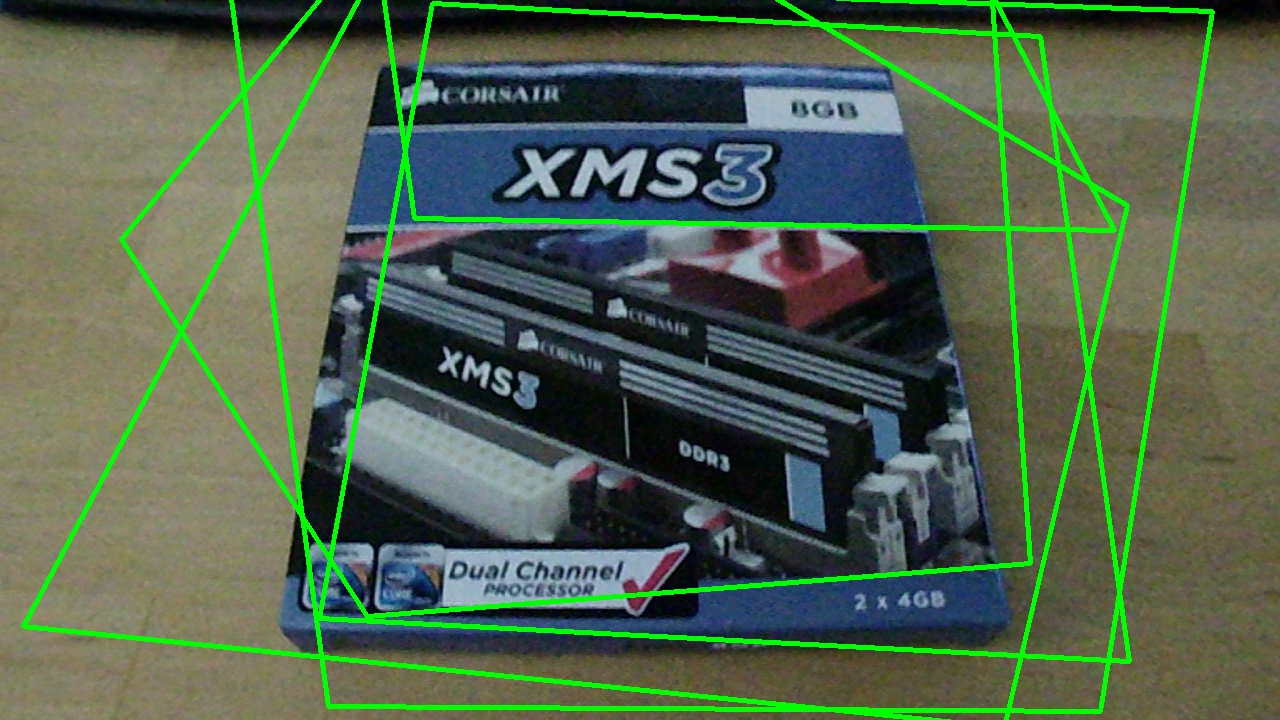 CORSAIR
8GB
XMS3
CORSAIR
CORSAIR
XMS3
DDR3
Dual Channel
PROCESSOR
2 x 4GB